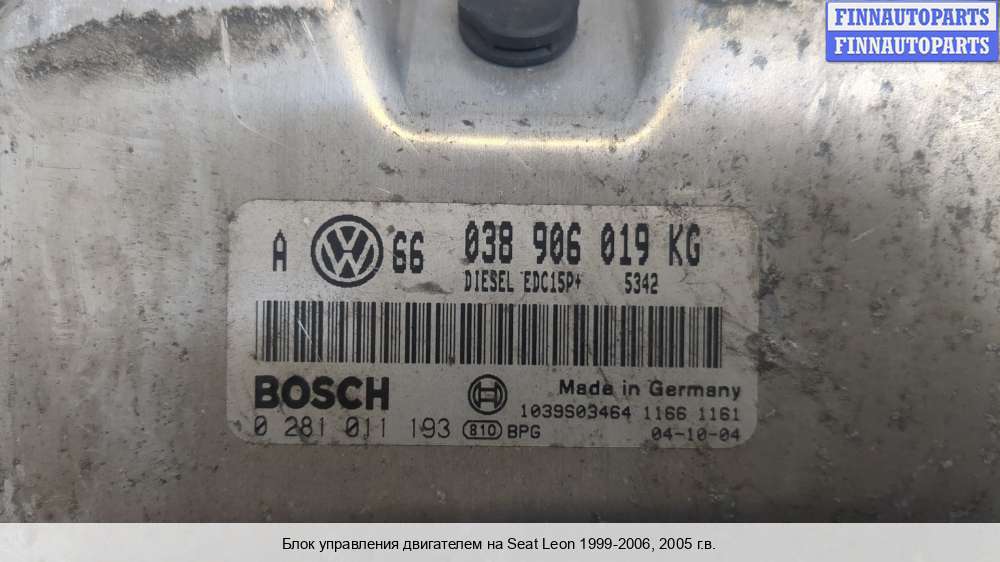 FINNAUTOPARTS
FINNAUTOPARTS
A VW 66 038 906 019 KG
DIESEL EDC15P+ 5342
BOSCH Made in Germany
1039S03464 1166 1161
0 281 011 193 810 BPG 04-10-04
Блок управления двигателем на Seat Leon 1999-2006, 2005 г.в.